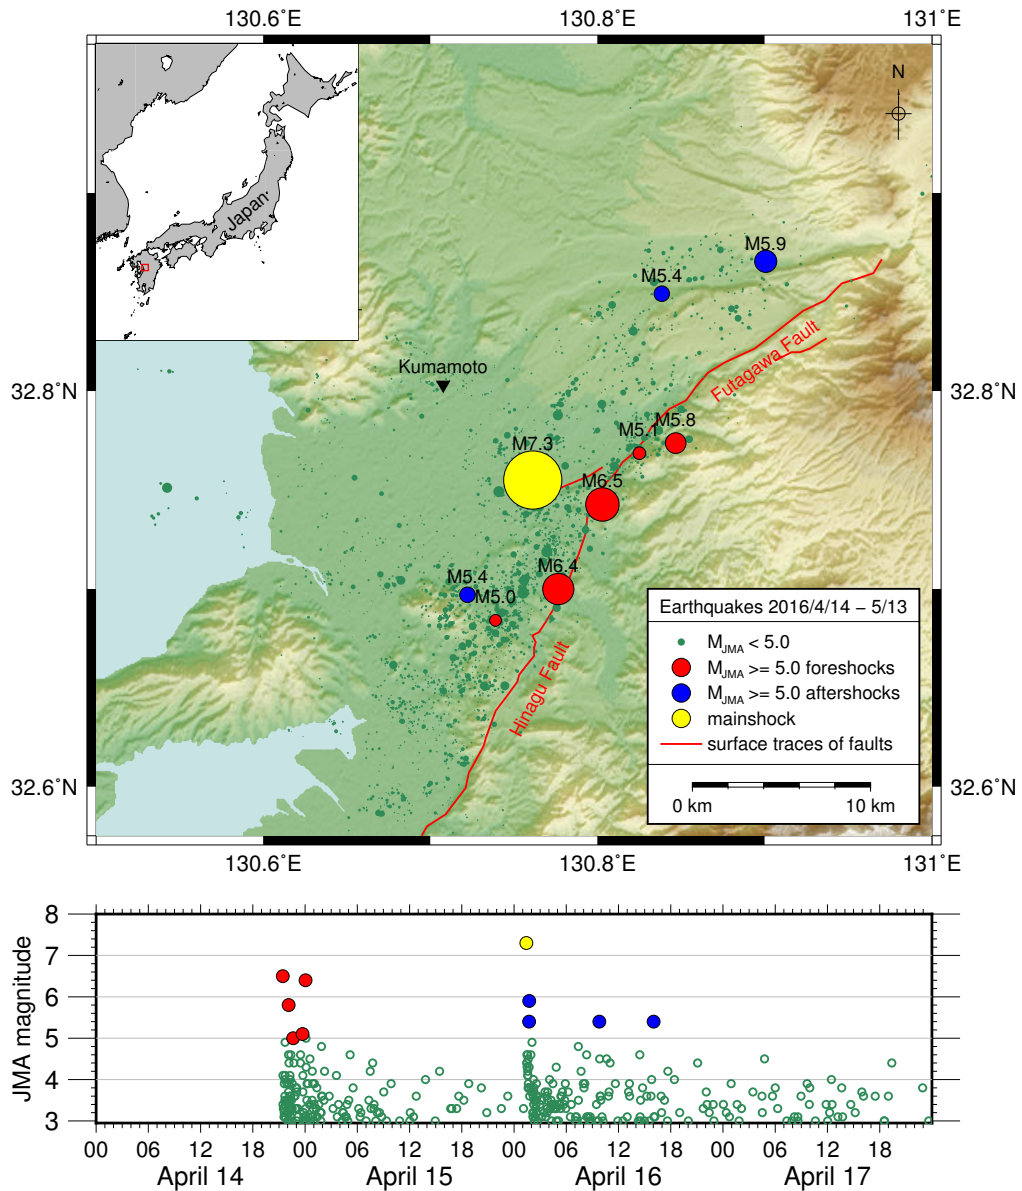 130.6°E 130.8°E 131°E
N
Japan
M5.9
M5.4
Futagawa Fault
Kumamoto
32.8°N 32.8°N
M5.1 M5.8
M7.3
M6.5
M6.4
M5.4
M5.0
Hinagu Fault
Earthquakes 2016/4/14 – 5/13
MJMA < 5.0
MJMA >= 5.0 foreshocks
MJMA >= 5.0 aftershocks
mainshock
surface traces of faults
0 km 10 km
32.6°N 32.6°N
130.6°E 130.8°E 131°E
JMA magnitude
8
7
6
5
4
3
00 06 12 18 00 06 12 18 00 06 12 18 00 06 12 18
April 14 April 15 April 16 April 17